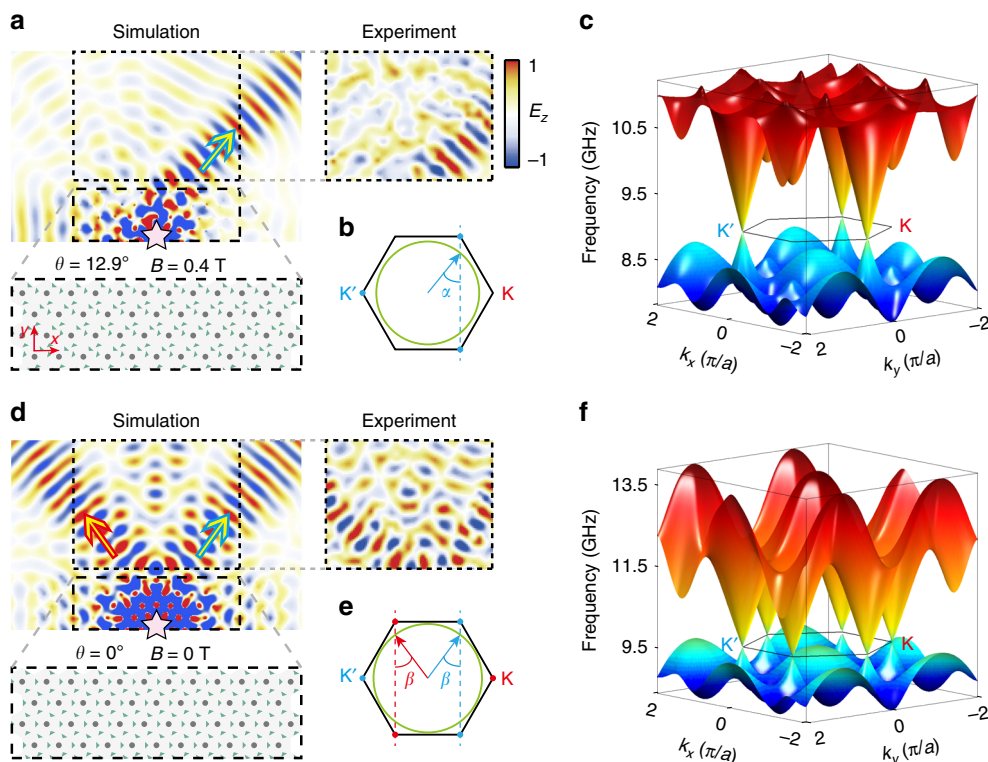 a
Simulation
Experiment
1
E_z
−1
θ = 12.9°
B = 0.4 T
y
x
b
K′
K
α
c
Frequency (GHz)
10.5
9.5
8.5
K′
K
2
0
−2
k_x (π/a)
2
0
−2
k_y (π/a)
d
Simulation
Experiment
θ = 0°
B = 0 T
e
K′
K
β
β
f
Frequency (GHz)
13.5
11.5
9.5
K′
K
2
0
−2
k_x (π/a)
2
0
−2
k_y (π/a)